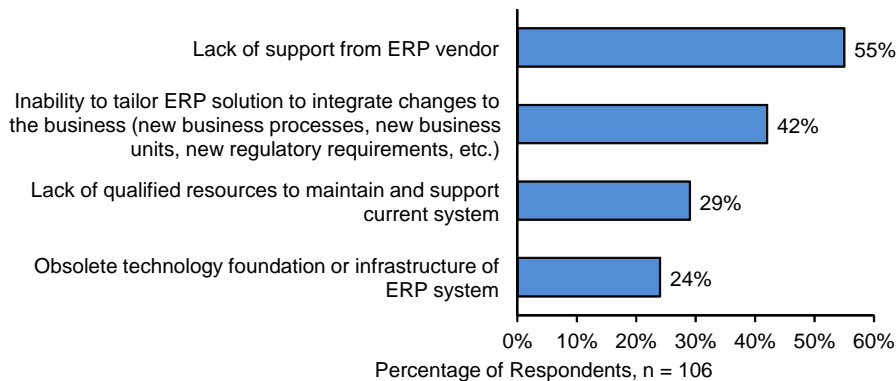 Lack of support from ERP vendor
55%
Inability to tailor ERP solution to integrate changes to
the business (new business processes, new business
units, new regulatory requirements, etc.)
42%
Lack of qualified resources to maintain and support
current system
29%
Obsolete technology foundation or infrastructure of
ERP system
24%
0% 10% 20% 30% 40% 50% 60%
Percentage of Respondents, n = 106